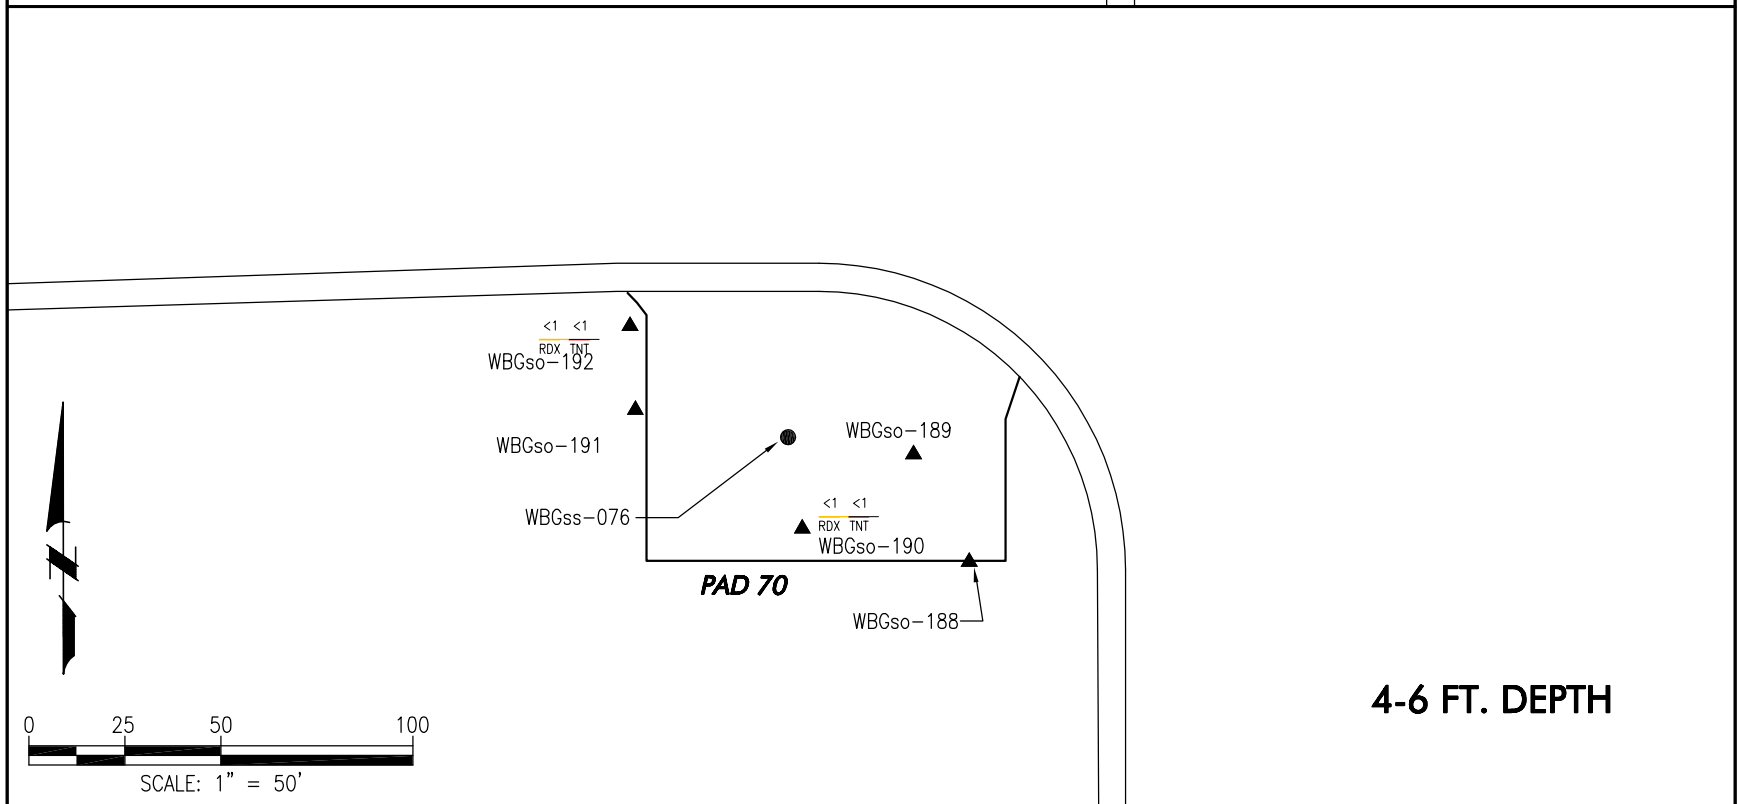 <1 <1
RDX TNT
WBGso-192
WBGso-191
WBGso-189
WBGss-076
<1 <1
RDX TNT
WBGso-190
PAD 70
WBGso-188
4-6 FT. DEPTH
0 25 50 100
SCALE: 1" = 50'